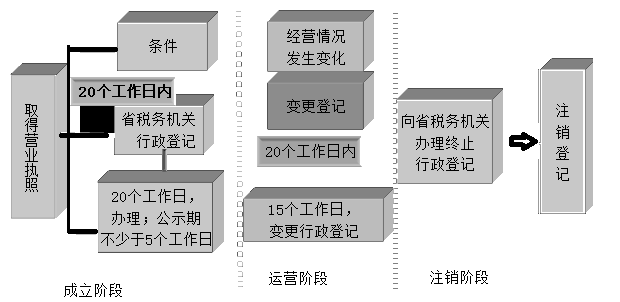 取得营业执照
条件
20个工作日内
省税务机关
行政登记
20个工作日，
办理；公示期
不少于5个工作日
成立阶段
经营情况
发生变化
变更登记
20个工作日内
15个工作日，
变更行政登记
运营阶段
向省税务机关
办理终止
行政登记
注销登记
注销阶段